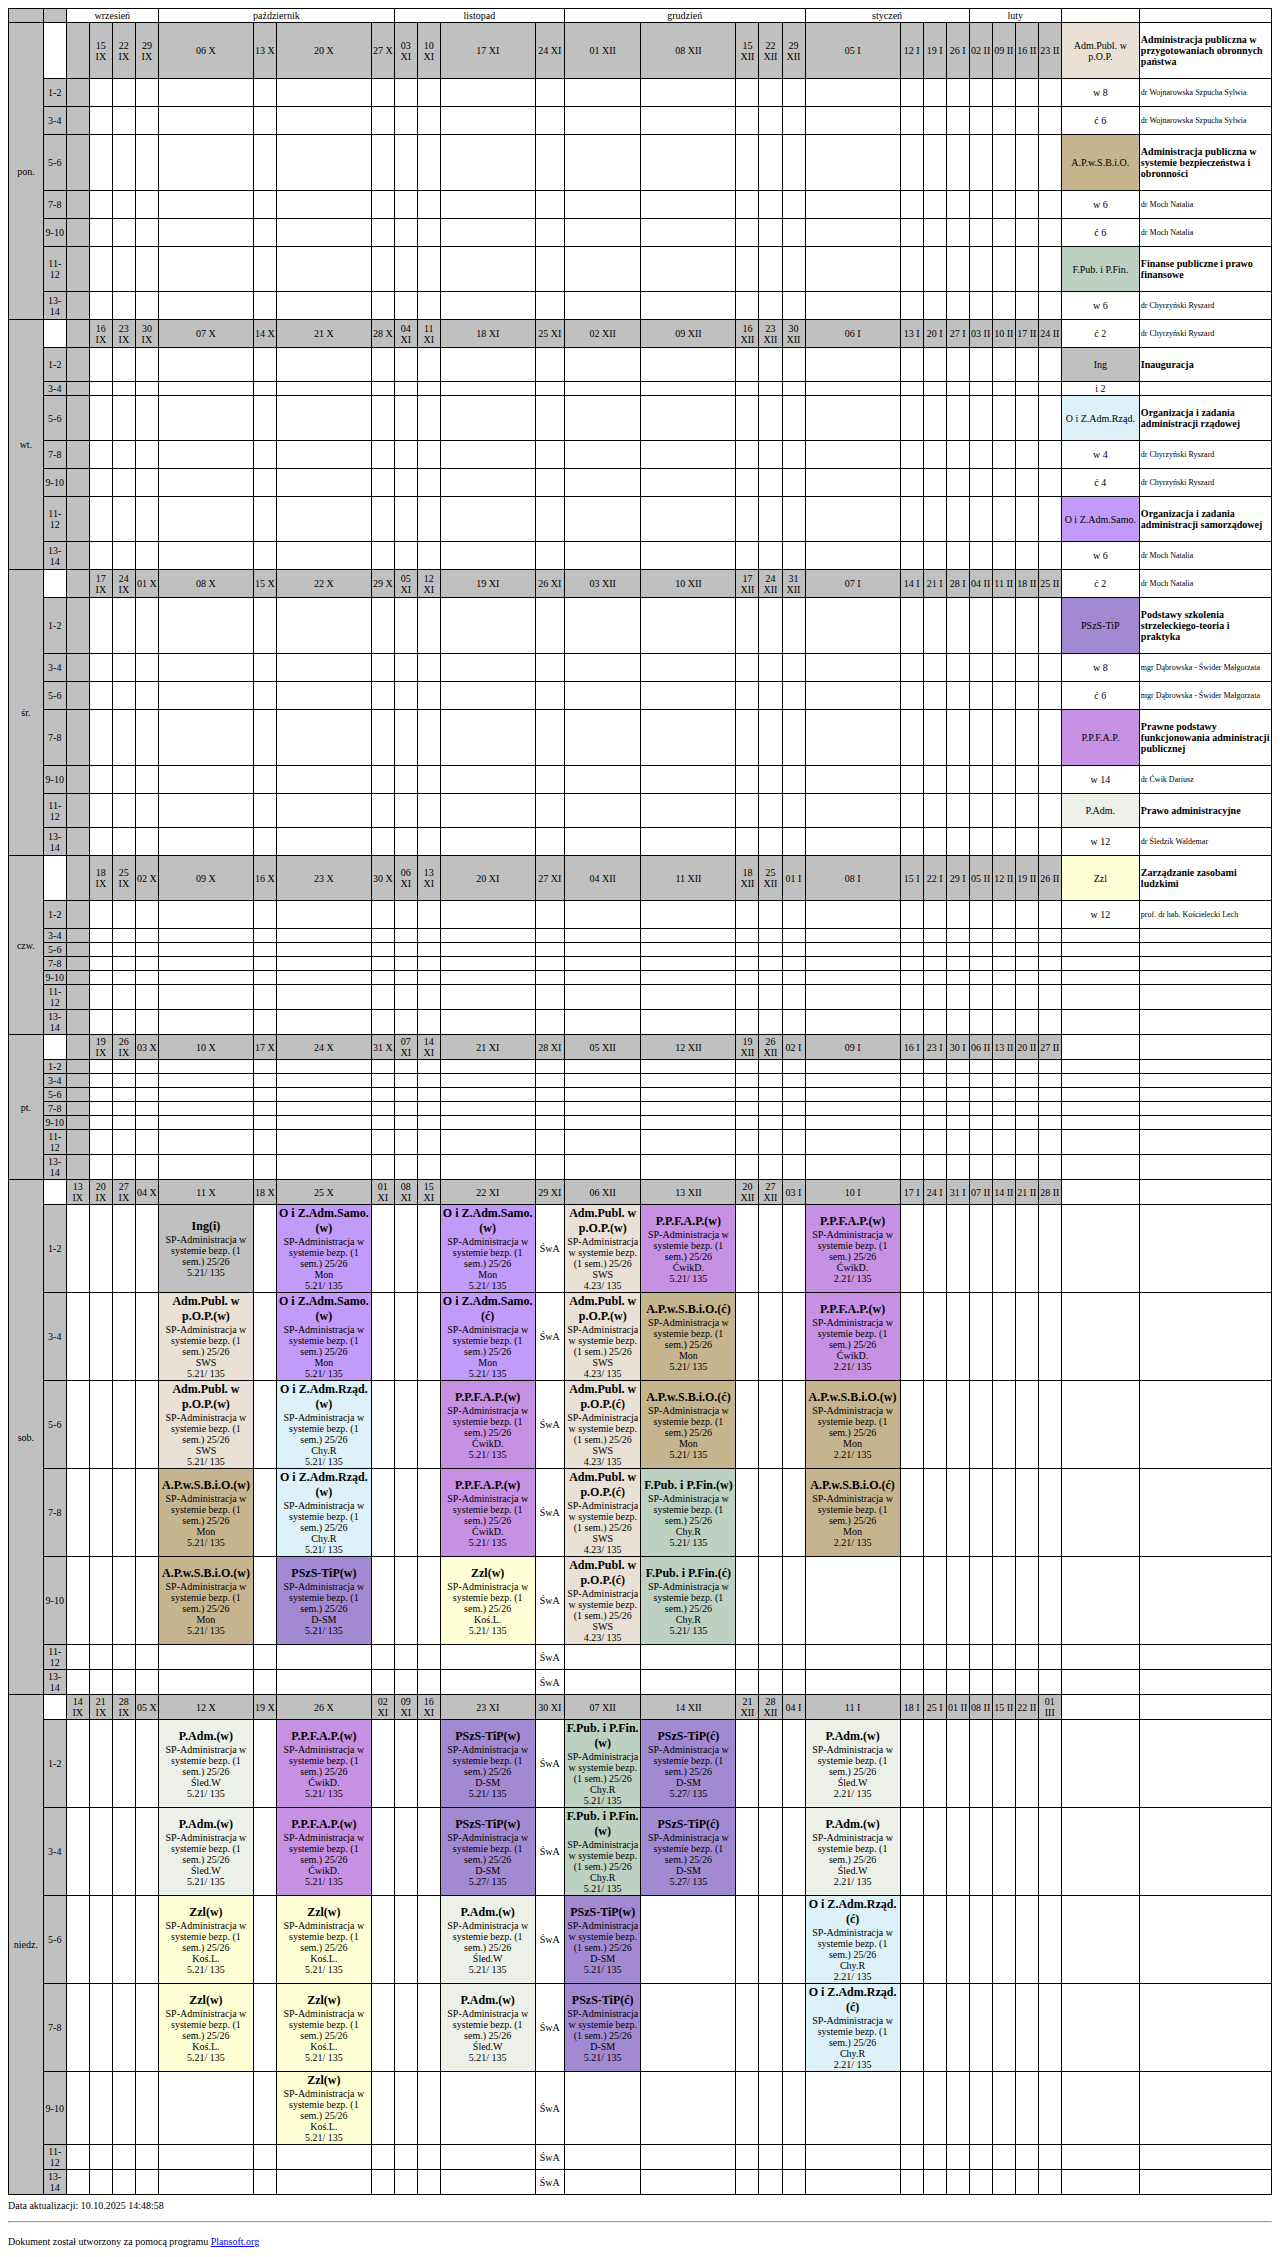 wrzesień październik listopad grudzień styczeń luty
pon. 15 IX 22 IX 29 IX 06 X 13 X 20 X 27 X 03 XI 10 XI 17 XI 24 XI 01 XII 08 XII 15 XII 22 XII 29 XII 05 I 12 I 19 I 26 I 02 II 09 II 16 II 23 II Adm.Publ. w p.O.P. Administracja publiczna w przygotowaniach obronnych państwa
1-2 w 8 dr Wojnarowska Szpucha Sylwia
3-4 ć 6 dr Wojnarowska Szpucha Sylwia
5-6 A.P.w.S.B.i.O. Administracja publiczna w systemie bezpieczeństwa i obronności
7-8 w 6 dr Moch Natalia
9-10 ć 6 dr Moch Natalia
11-12 F.Pub. i P.Fin. Finanse publiczne i prawo finansowe
13-14 w 6 dr Chyrzyński Ryszard
wt. 16 IX 23 IX 30 IX 07 X 14 X 21 X 28 X 04 XI 11 XI 18 XI 25 XI 02 XII 09 XII 16 XII 23 XII 30 XII 06 I 13 I 20 I 27 I 03 II 10 II 17 II 24 II ć 2 dr Chyrzyński Ryszard
1-2 Ing Inauguracja
3-4 i 2
5-6 O i Z.Adm.Rząd. Organizacja i zadania administracji rządowej
7-8 w 4 dr Chyrzyński Ryszard
9-10 ć 4 dr Chyrzyński Ryszard
11-12 O i Z.Adm.Samo. Organizacja i zadania administracji samorządowej
13-14 w 6 dr Moch Natalia
śr. 17 IX 24 IX 01 X 08 X 15 X 22 X 29 X 05 XI 12 XI 19 XI 26 XI 03 XII 10 XII 17 XII 24 XII 31 XII 07 I 14 I 21 I 28 I 04 II 11 II 18 II 25 II ć 2 dr Moch Natalia
1-2 PSzS-TiP Podstawy szkolenia strzeleckiego-teoria i praktyka
3-4 w 8 mgr Dąbrowska - Świder Małgorzata
5-6 ć 6 mgr Dąbrowska - Świder Małgorzata
7-8 P.P.F.A.P. Prawne podstawy funkcjonowania administracji publicznej
9-10 w 14 dr Ćwik Dariusz
11-12 P.Adm. Prawo administracyjne
13-14 w 12 dr Śledzik Waldemar
czw. 18 IX 25 IX 02 X 09 X 16 X 23 X 30 X 06 XI 13 XI 20 XI 27 XI 04 XII 11 XII 18 XII 25 XII 01 I 08 I 15 I 22 I 29 I 05 II 12 II 19 II 26 II Zzl Zarządzanie zasobami ludzkimi
1-2 w 12 prof. dr hab. Kościelecki Lech
3-4
5-6
7-8
9-10
11-12
13-14
pt. 19 IX 26 IX 03 X 10 X 17 X 24 X 31 X 07 XI 14 XI 21 XI 28 XI 05 XII 12 XII 19 XII 26 XII 02 I 09 I 16 I 23 I 30 I 06 II 13 II 20 II 27 II
1-2
3-4
5-6
7-8
9-10
11-12
13-14
sob. 13 IX 20 IX 27 IX 04 X 11 X 18 X 25 X 01 XI 08 XI 15 XI 22 XI 29 XI 06 XII 13 XII 20 XII 27 XII 03 I 10 I 17 I 24 I 31 I 07 II 14 II 21 II 28 II
1-2 Ing(i) SP-Administracja w systemie bezp. (1 sem.) 25/26 5.21/ 135 O i Z.Adm.Samo.(w) SP-Administracja w systemie bezp. (1 sem.) 25/26 Mon 5.21/ 135 O i Z.Adm.Samo.(w) SP-Administracja w systemie bezp. (1 sem.) 25/26 Mon 5.21/ 135 ŚwA Adm.Publ. w p.O.P.(w) SP-Administracja w systemie bezp. (1 sem.) 25/26 SWS 4.23/ 135 P.P.F.A.P.(w) SP-Administracja w systemie bezp. (1 sem.) 25/26 ĆwikD. 5.21/ 135 P.P.F.A.P.(w) SP-Administracja w systemie bezp. (1 sem.) 25/26 ĆwikD. 2.21/ 135
3-4 Adm.Publ. w p.O.P.(w) SP-Administracja w systemie bezp. (1 sem.) 25/26 SWS 5.21/ 135 O i Z.Adm.Samo.(w) SP-Administracja w systemie bezp. (1 sem.) 25/26 Mon 5.21/ 135 O i Z.Adm.Samo.(ć) SP-Administracja w systemie bezp. (1 sem.) 25/26 Mon 5.21/ 135 ŚwA Adm.Publ. w p.O.P.(w) SP-Administracja w systemie bezp. (1 sem.) 25/26 SWS 4.23/ 135 A.P.w.S.B.i.O.(ć) SP-Administracja w systemie bezp. (1 sem.) 25/26 Mon 5.21/ 135 P.P.F.A.P.(w) SP-Administracja w systemie bezp. (1 sem.) 25/26 ĆwikD. 2.21/ 135
5-6 Adm.Publ. w p.O.P.(w) SP-Administracja w systemie bezp. (1 sem.) 25/26 SWS 5.21/ 135 O i Z.Adm.Rząd.(w) SP-Administracja w systemie bezp. (1 sem.) 25/26 Chy.R 5.21/ 135 P.P.F.A.P.(w) SP-Administracja w systemie bezp. (1 sem.) 25/26 ĆwikD. 5.21/ 135 ŚwA Adm.Publ. w p.O.P.(ć) SP-Administracja w systemie bezp. (1 sem.) 25/26 SWS 4.23/ 135 A.P.w.S.B.i.O.(ć) SP-Administracja w systemie bezp. (1 sem.) 25/26 Mon 5.21/ 135 A.P.w.S.B.i.O.(w) SP-Administracja w systemie bezp. (1 sem.) 25/26 Mon 2.21/ 135
7-8 A.P.w.S.B.i.O.(w) SP-Administracja w systemie bezp. (1 sem.) 25/26 Mon 5.21/ 135 O i Z.Adm.Rząd.(w) SP-Administracja w systemie bezp. (1 sem.) 25/26 Chy.R 5.21/ 135 P.P.F.A.P.(w) SP-Administracja w systemie bezp. (1 sem.) 25/26 ĆwikD. 5.21/ 135 ŚwA Adm.Publ. w p.O.P.(ć) SP-Administracja w systemie bezp. (1 sem.) 25/26 SWS 4.23/ 135 F.Pub. i P.Fin.(w) SP-Administracja w systemie bezp. (1 sem.) 25/26 Chy.R 5.21/ 135 A.P.w.S.B.i.O.(ć) SP-Administracja w systemie bezp. (1 sem.) 25/26 Mon 2.21/ 135
9-10 A.P.w.S.B.i.O.(w) SP-Administracja w systemie bezp. (1 sem.) 25/26 Mon 5.21/ 135 PSzS-TiP(w) SP-Administracja w systemie bezp. (1 sem.) 25/26 D-SM 5.21/ 135 Zzl(w) SP-Administracja w systemie bezp. (1 sem.) 25/26 Koś.L. 5.21/ 135 ŚwA Adm.Publ. w p.O.P.(ć) SP-Administracja w systemie bezp. (1 sem.) 25/26 SWS 4.23/ 135 F.Pub. i P.Fin.(ć) SP-Administracja w systemie bezp. (1 sem.) 25/26 Chy.R 5.21/ 135
11-12 ŚwA
13-14 ŚwA
niedz. 14 IX 21 IX 28 IX 05 X 12 X 19 X 26 X 02 XI 09 XI 16 XI 23 XI 30 XI 07 XII 14 XII 21 XII 28 XII 04 I 11 I 18 I 25 I 01 II 08 II 15 II 22 II 01 III
1-2 P.Adm.(w) SP-Administracja w systemie bezp. (1 sem.) 25/26 Śled.W 5.21/ 135 P.P.F.A.P.(w) SP-Administracja w systemie bezp. (1 sem.) 25/26 ĆwikD. 5.21/ 135 PSzS-TiP(w) SP-Administracja w systemie bezp. (1 sem.) 25/26 D-SM 5.21/ 135 ŚwA F.Pub. i P.Fin.(w) SP-Administracja w systemie bezp. (1 sem.) 25/26 Chy.R 5.21/ 135 PSzS-TiP(ć) SP-Administracja w systemie bezp. (1 sem.) 25/26 D-SM 5.27/ 135 P.Adm.(w) SP-Administracja w systemie bezp. (1 sem.) 25/26 Śled.W 2.21/ 135
3-4 P.Adm.(w) SP-Administracja w systemie bezp. (1 sem.) 25/26 Śled.W 5.21/ 135 P.P.F.A.P.(w) SP-Administracja w systemie bezp. (1 sem.) 25/26 ĆwikD. 5.21/ 135 PSzS-TiP(w) SP-Administracja w systemie bezp. (1 sem.) 25/26 D-SM 5.27/ 135 ŚwA F.Pub. i P.Fin.(w) SP-Administracja w systemie bezp. (1 sem.) 25/26 Chy.R 5.21/ 135 PSzS-TiP(ć) SP-Administracja w systemie bezp. (1 sem.) 25/26 D-SM 5.27/ 135 P.Adm.(w) SP-Administracja w systemie bezp. (1 sem.) 25/26 Śled.W 2.21/ 135
5-6 Zzl(w) SP-Administracja w systemie bezp. (1 sem.) 25/26 Koś.L. 5.21/ 135 Zzl(w) SP-Administracja w systemie bezp. (1 sem.) 25/26 Koś.L. 5.21/ 135 P.Adm.(w) SP-Administracja w systemie bezp. (1 sem.) 25/26 Śled.W 5.21/ 135 ŚwA PSzS-TiP(w) SP-Administracja w systemie bezp. (1 sem.) 25/26 D-SM 5.21/ 135 O i Z.Adm.Rząd.(ć) SP-Administracja w systemie bezp. (1 sem.) 25/26 Chy.R 2.21/ 135
7-8 Zzl(w) SP-Administracja w systemie bezp. (1 sem.) 25/26 Koś.L. 5.21/ 135 Zzl(w) SP-Administracja w systemie bezp. (1 sem.) 25/26 Koś.L. 5.21/ 135 P.Adm.(w) SP-Administracja w systemie bezp. (1 sem.) 25/26 Śled.W 5.21/ 135 ŚwA PSzS-TiP(ć) SP-Administracja w systemie bezp. (1 sem.) 25/26 D-SM 5.21/ 135 O i Z.Adm.Rząd.(ć) SP-Administracja w systemie bezp. (1 sem.) 25/26 Chy.R 2.21/ 135
9-10 Zzl(w) SP-Administracja w systemie bezp. (1 sem.) 25/26 Koś.L. 5.21/ 135 ŚwA
11-12 ŚwA
13-14 ŚwA
Data aktualizacji: 10.10.2025 14:48:58
Dokument został utworzony za pomocą programu Plansoft.org